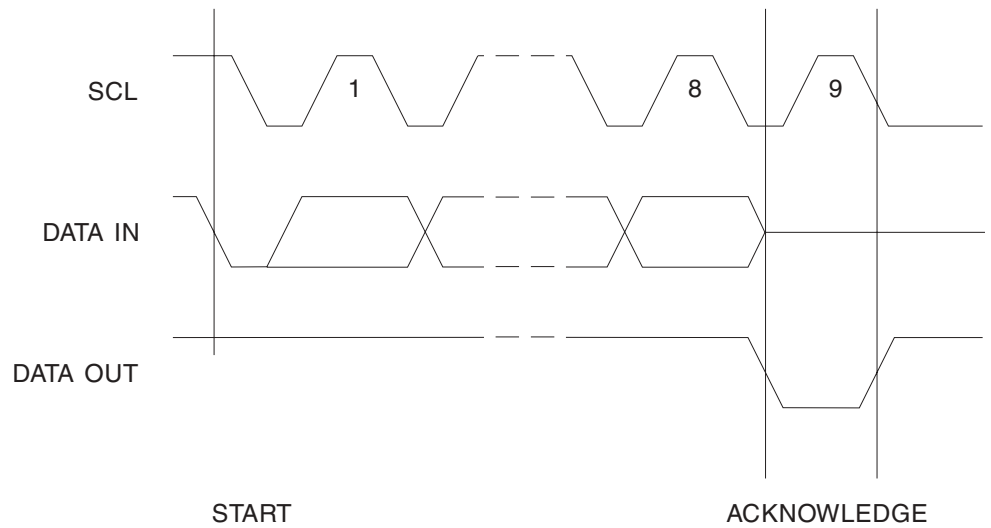 SCL
1
8
9
DATA IN
DATA OUT
START
ACKNOWLEDGE